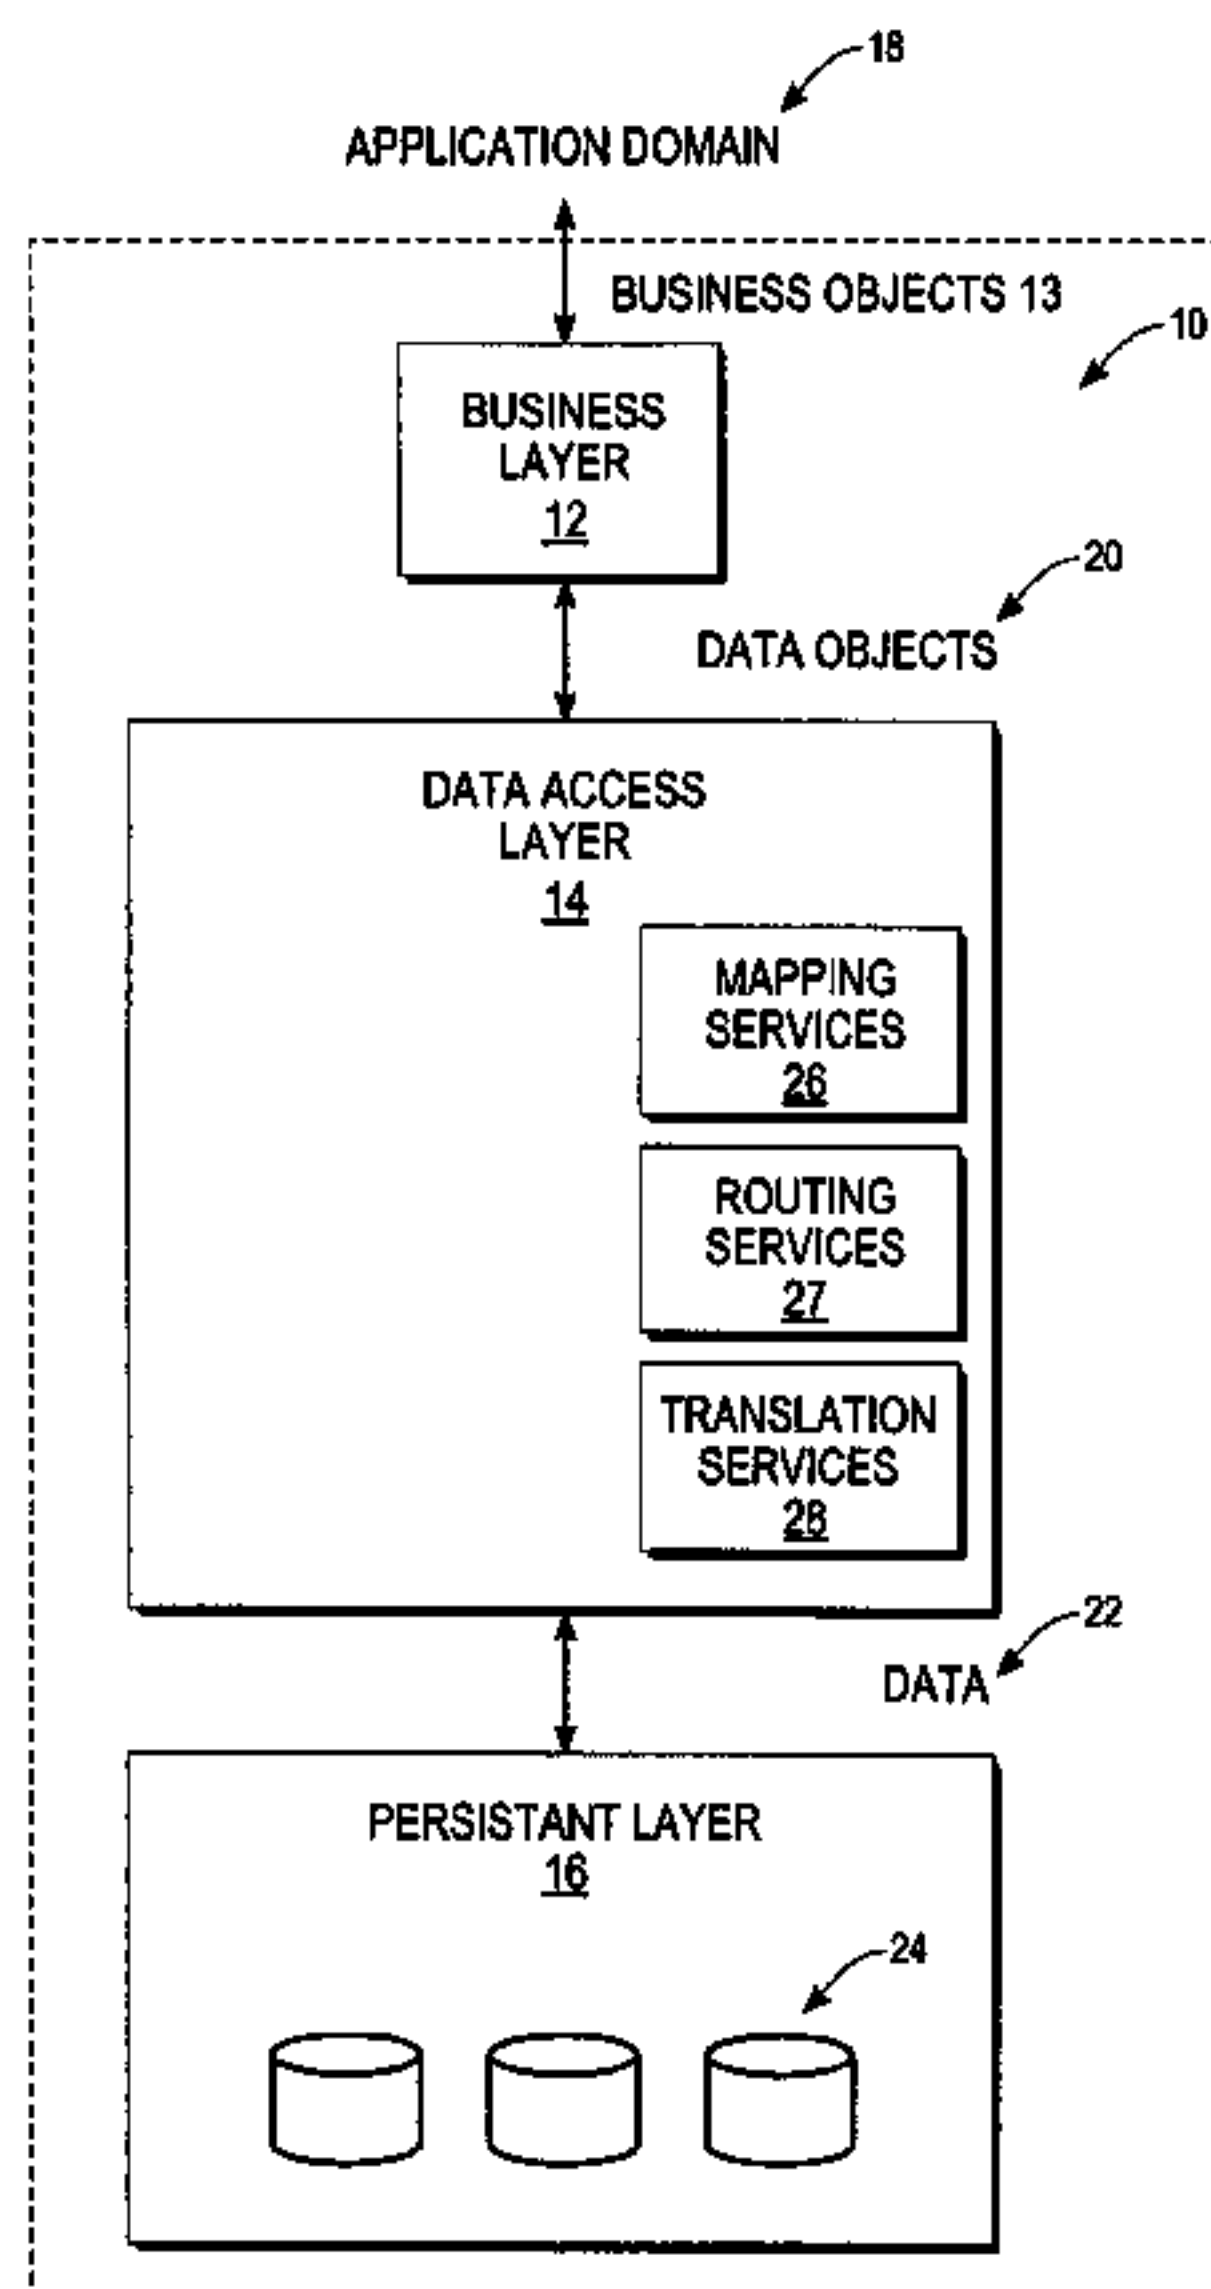 18
APPLICATION DOMAIN
BUSINESS OBJECTS 13
10
BUSINESS
LAYER
12
20
DATA OBJECTS
DATA ACCESS
LAYER
14
MAPPING
SERVICES
26
ROUTING
SERVICES
27
TRANSLATION
SERVICES
28
22
DATA
PERSISTANT LAYER
16
24